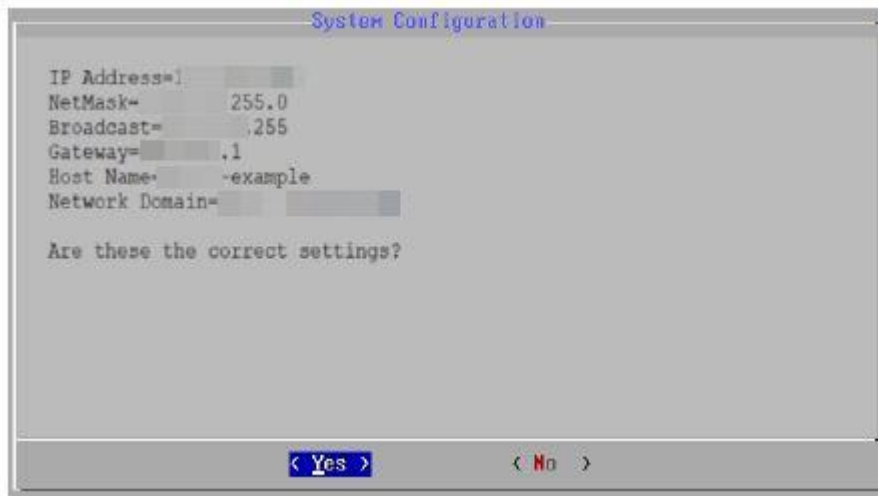 System Configuration
IP Address=1
NetMask= 255.0
Broadcast= .255
Gateway= .1
Host Name= -example
Network Domain=
Are these the correct settings?
< Yes > < No >